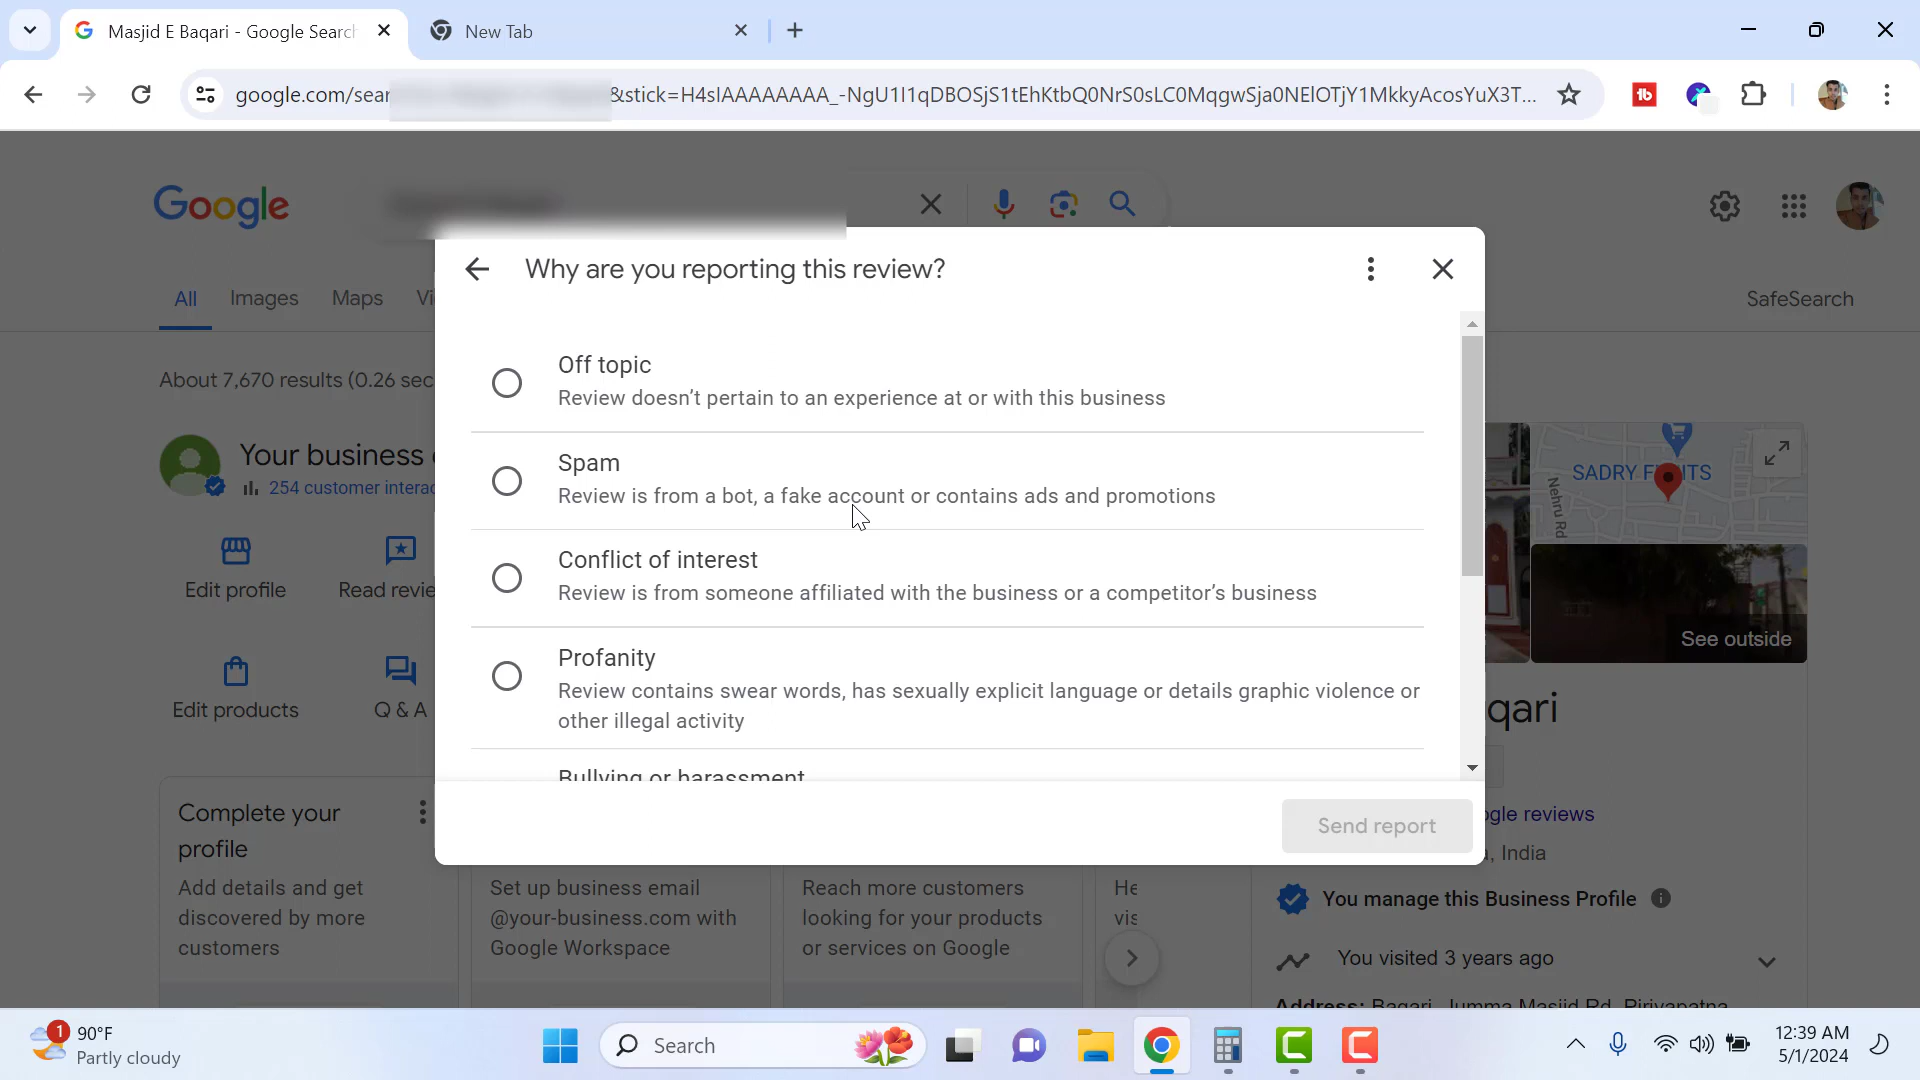 Masjid E Baqari - Google Search
New Tab
google.com/sear
&stick=H4sIAAAAAAAA_-NgU1I1qDBOSjS1tEhKtbQ0NrS0sLC0MqgwSja0NElOTjY1MkkyAcosYuX3T...
Google
All
Images
Maps
Vi
SafeSearch
About 7,670 results (0.26 sec
Your business
254 customer interac
Edit profile
Read revie
Edit products
Q & A
Why are you reporting this review?
Off topic
Review doesn't pertain to an experience at or with this business
Spam
Review is from a bot, a fake account or contains ads and promotions
Conflict of interest
Review is from someone affiliated with the business or a competitor's business
Profanity
Review contains swear words, has sexually explicit language or details graphic violence or
other illegal activity
Bullying or harassment
Send report
SADRY
Nehru Rd
See outside
qari
gle reviews
, India
You manage this Business Profile
You visited 3 years ago
Address: Baqari, Jumma Masjid Rd, Piriyapatna
Complete your
profile
Add details and get
discovered by more
customers
Set up business email
@your-business.com with
Google Workspace
Reach more customers
looking for your products
or services on Google
He
vis
1
90°F
Partly cloudy
Search
12:39 AM
5/1/2024